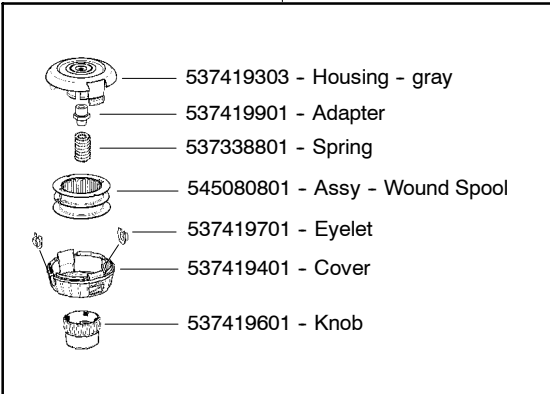 537419303 - Housing - gray
537419901 - Adapter
537338801 - Spring
545080801 - Assy - Wound Spool
537419701 - Eyelet
537419401 - Cover
537419601 - Knob